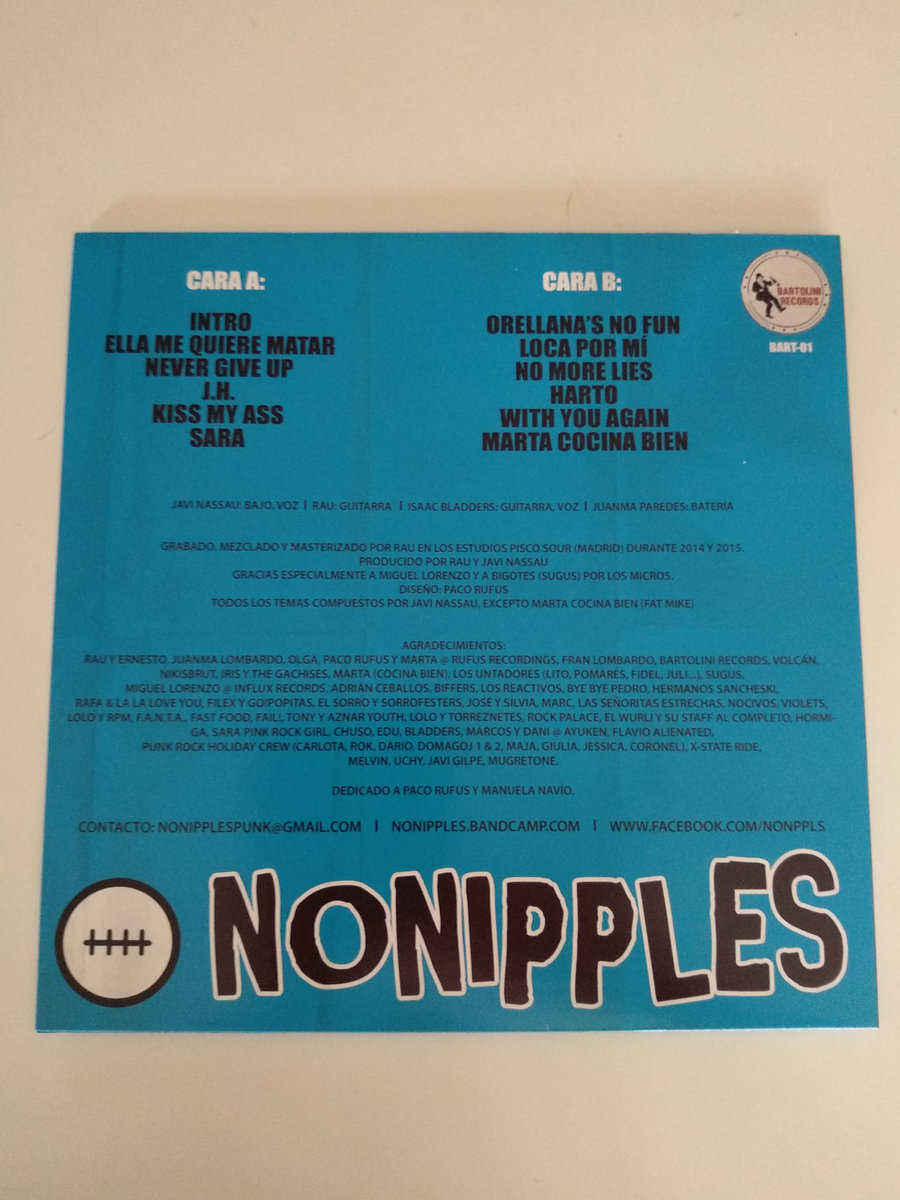 CARA A:
INTRO
ELLA ME QUIERE MATAR
NEVER GIVE UP
J.H.
KISS MY ASS
SARA
CARA B:
ORELLANA'S NO FUN
LOCA POR MÍ
NO MORE LIES
HARTO
WITH YOU AGAIN
MARTA COCINA BIEN
BARTOLINI
RECORDS
BART-01
JAVI NASSAU: BAJO, VOZ | RAU: GUITARRA | ISAAC BLADDERS: GUITARRA, VOZ | JUANMA PAREDES: BATERÍA
GRABADO, MEZCLADO Y MASTERIZADO POR RAU EN LOS ESTUDIOS PISCO SOUR (MADRID) DURANTE 2014 Y 2015.
PRODUCIDO POR RAU Y JAVI NASSAU
GRACIAS ESPECIALMENTE A MIGUEL LORENZO Y A BIGOTES (SUGUS) POR LOS MICROS.
DISEÑO: PACO RUFUS
TODOS LOS TEMAS COMPUESTOS POR JAVI NASSAU, EXCEPTO MARTA COCINA BIEN (FAT MIKE)
AGRADECIMIENTOS:
RAU Y ERNESTO, JUANMA LOMBARDO, OLGA, PACO RUFUS Y MARTA @ RUFUS RECORDINGS, FRAN LOMBARDO, BARTOLINI RECORDS, VOLCÁN,
NIKISBRUT, IRIS Y THE GACHISES, MARTA (COCINA BIEN), LOS UNTADORES (LITO, POMARES, FIDEL, JULI...), SUGUS,
MIGUEL LORENZO @ INFLUX RECORDS, ADRIÁN CEBALLOS, BIFFERS, LOS REACTIVOS, BYE BYE PEDRO, HERMANOS SANCHESKI,
RAFA & LA LA LOVE YOU, FILEX Y GO!POPITAS, EL SORRO Y SORROFESTERS, JOSÉ Y SILVIA, MARC, LAS SEÑORITAS ESTRECHAS, NOCIVOS, VIOLETS,
LOLO Y RPM, F.A.N.T.A., FAST FOOD, FAIL!, TONY Y AZNAR YOUTH, LOLO Y TORREZNETES, ROCK PALACE, EL WURLI Y SU STAFF AL COMPLETO, HORMI-
GA, SARA PINK ROCK GIRL, CHUSO, EDU, BLADDERS, MARCOS Y DANI @ AYUKEN, FLAVIO ALIENATED,
PUNK ROCK HOLIDAY CREW (CARLOTA, ROK, DARIO, DOMAGOJ 1 & 2, MAJA, GIULIA, JESSICA, CORONEL), X-STATE RIDE,
MELVIN, UCHY, JAVI GILPE, MUGRETONE.
DEDICADO A PACO RUFUS Y MANUELA NAVÍO.
CONTACTO: NONIPPLESPUNK@GMAIL.COM | NONIPPLES.BANDCAMP.COM | WWW.FACEBOOK.COM/NONPPLS
NONIPPLES